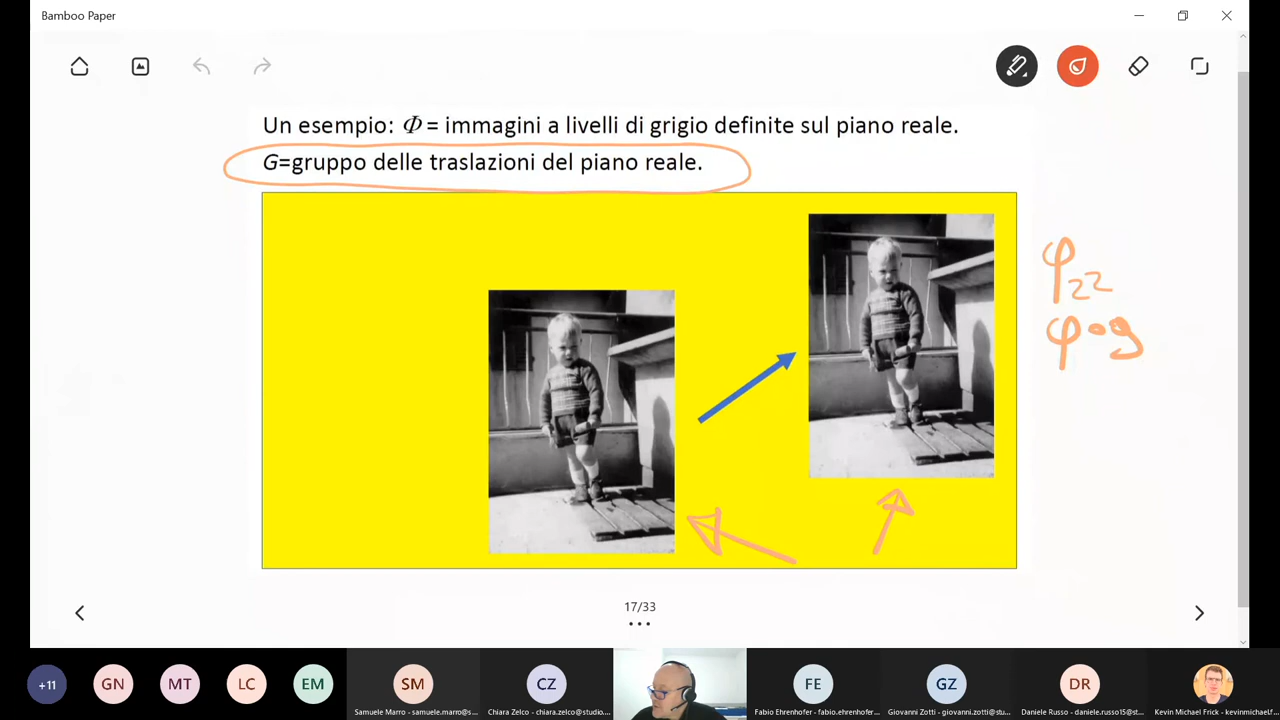 Bamboo Paper
Un esempio: Φ = immagini a livelli di grigio definite sul piano reale.
G=gruppo delle traslazioni del piano reale.
φ22
φ∘g
17/33
+11
GN
MT
LC
EM
SM
CZ
FE
GZ
DR
Samuele Marro - samuele.marro@s...
Chiara Zelco - chiara.zelco@studio....
Fabio Ehrenhofer - fabio.ehrenhofer...
Giovanni Zotti - giovanni.zotti@stu...
Daniele Russo - daniele.russo15@st...
Kevin Michael Frick - kevinmichael.f...